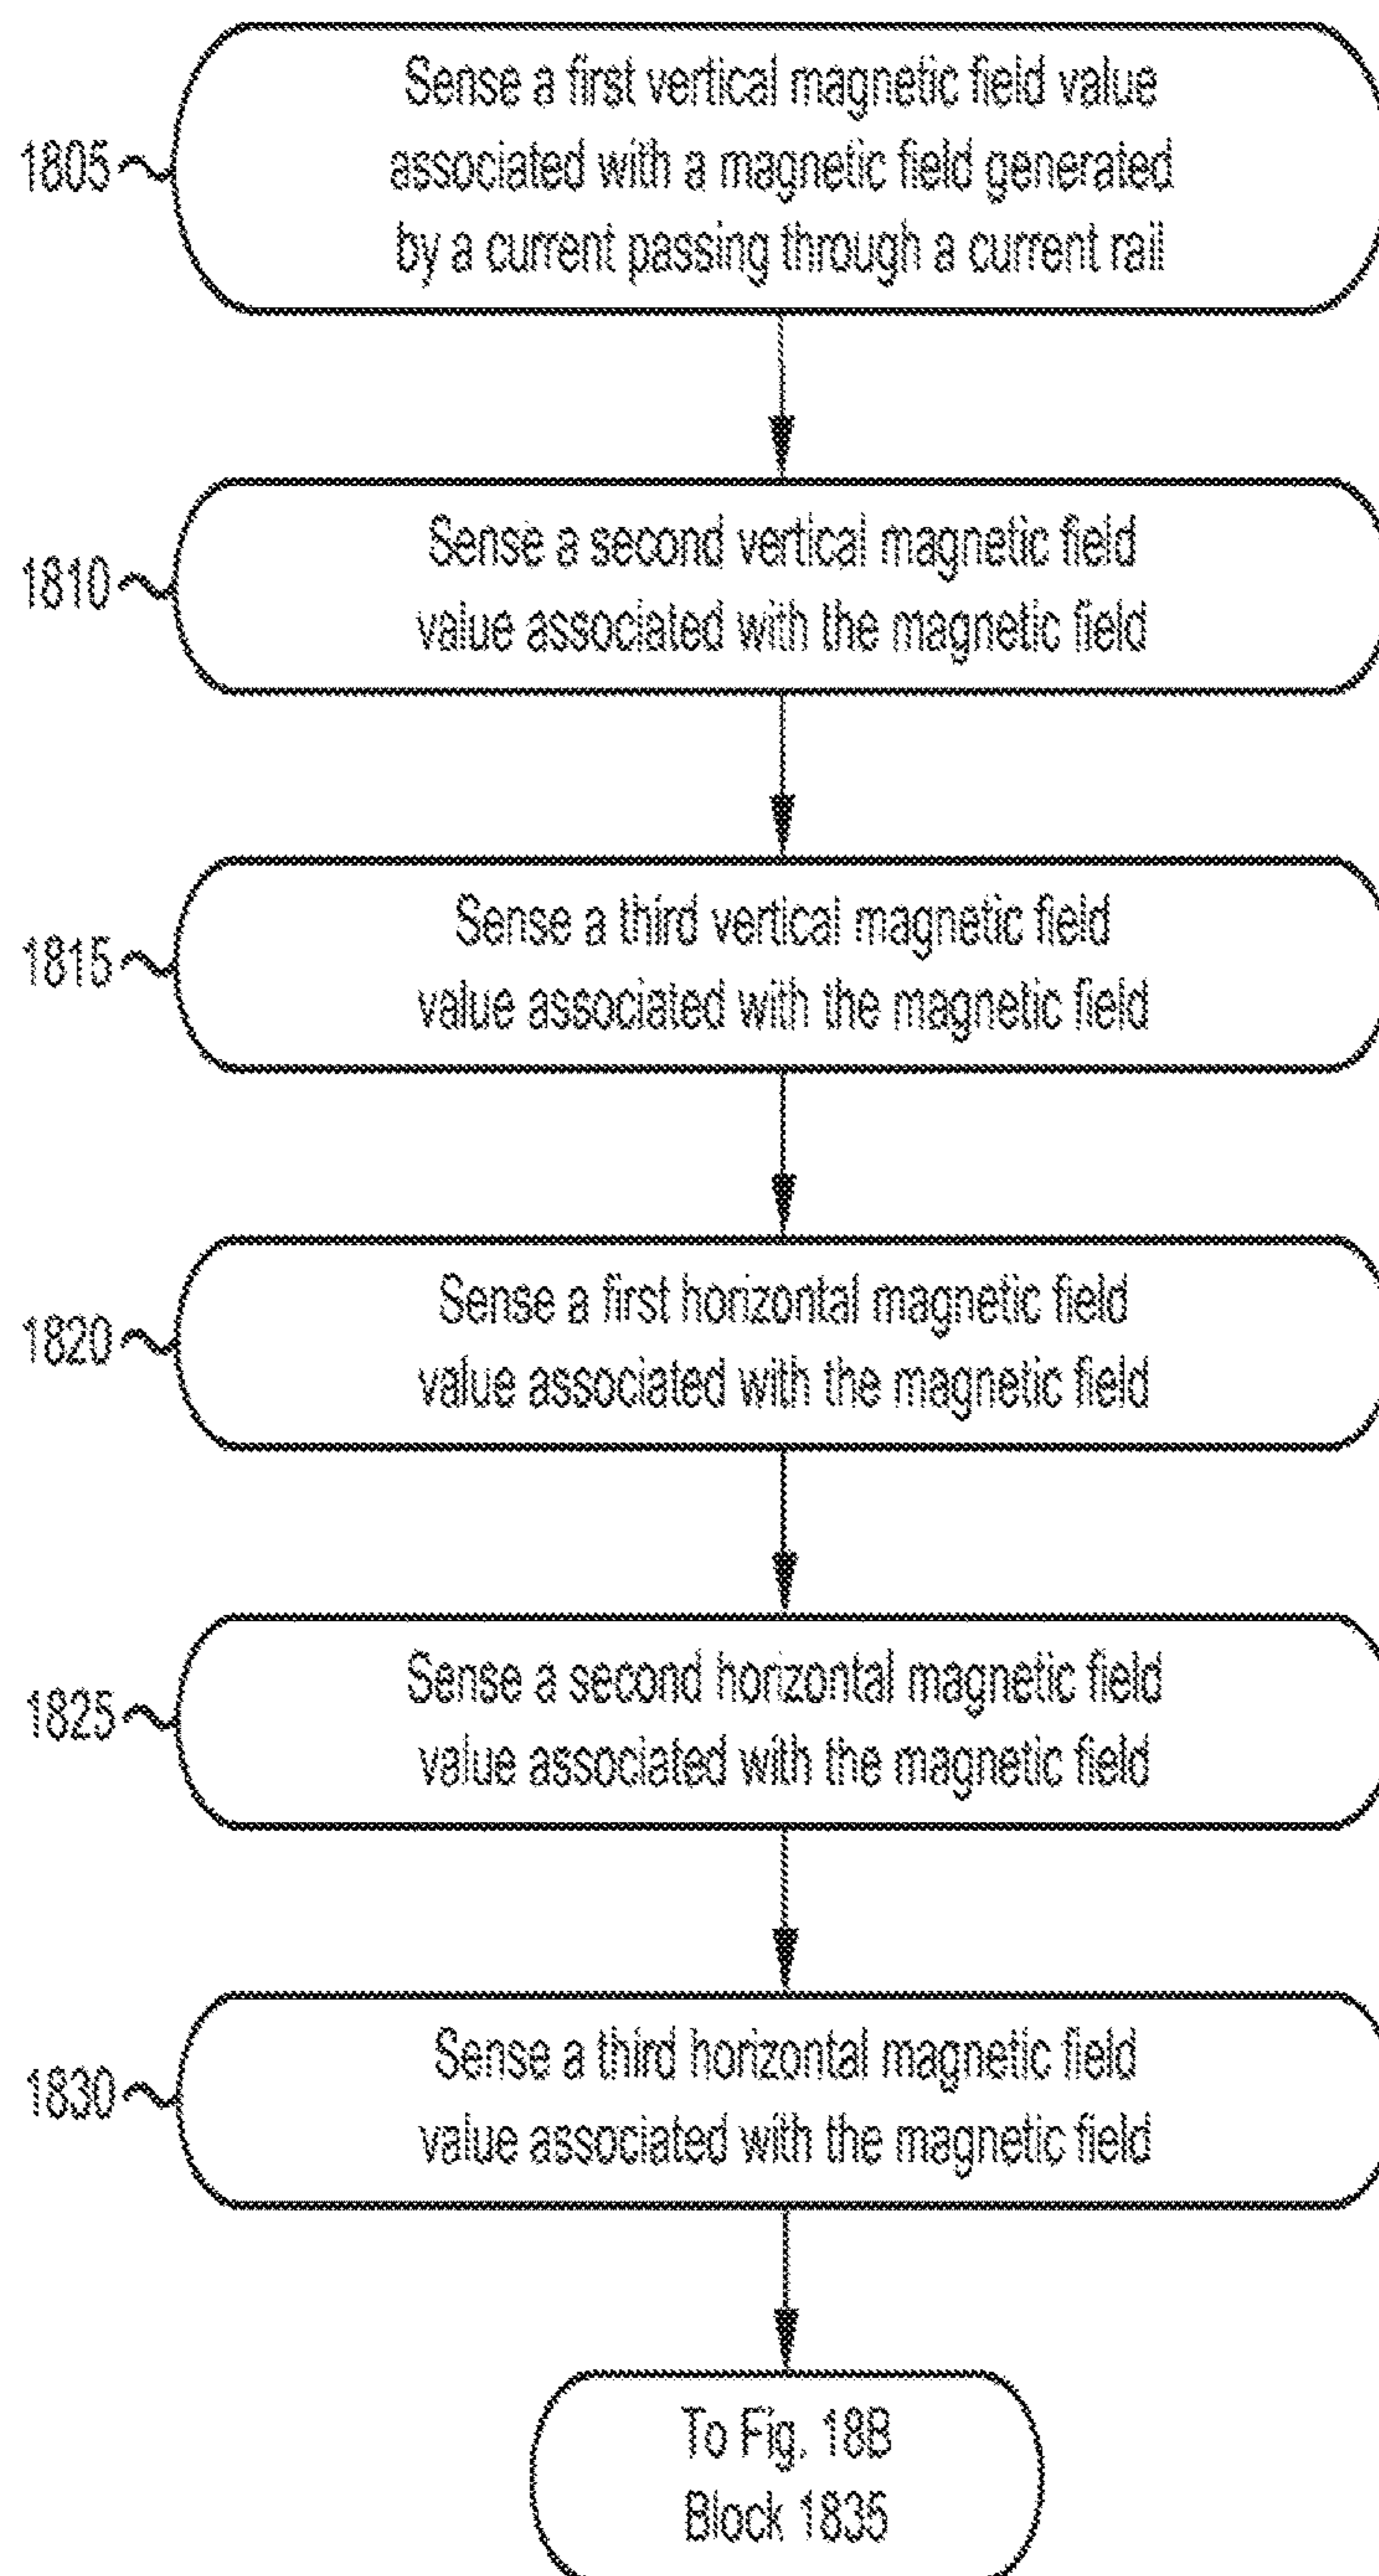 Sense a first vertical magnetic field value
1805 associated with a magnetic field generated
by a current passing through a current rail
Sense a second vertical magnetic field
1810
value associated with the magnetic field
Sense a third vertical magnetic field
1815
value associated with the magnetic field
Sense a first horizontal magnetic field
1820
value associated with the magnetic field
Sense a second horizontal magnetic field
1825
value associated with the magnetic field
Sense a third horizontal magnetic field
1830
value associated with the magnetic field
To Fig. 18B
Block 1835